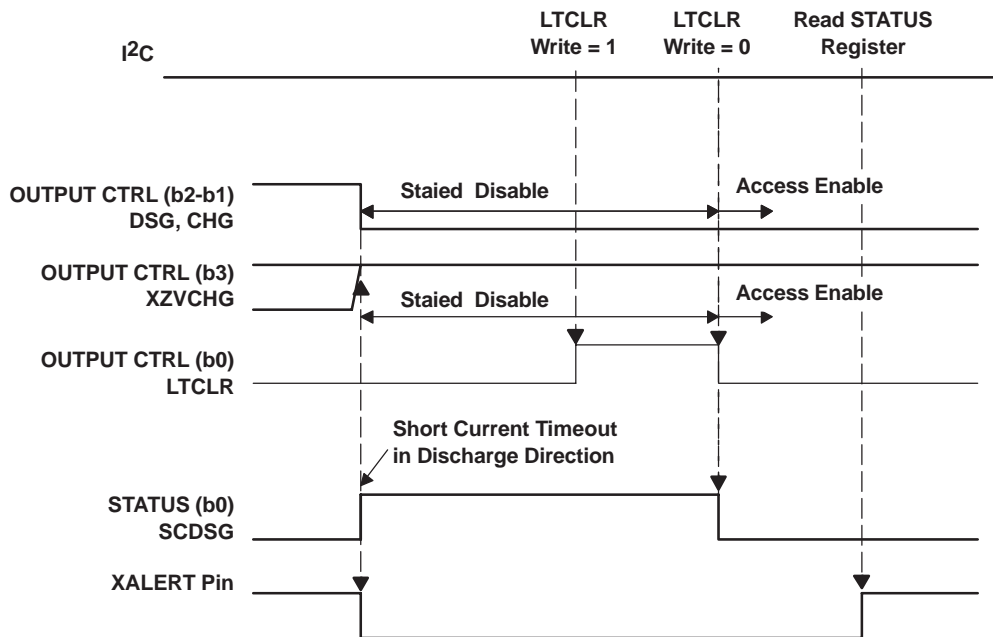 LTCLR
Write = 1
LTCLR
Write = 0
Read STATUS
Register
I2C
OUTPUT CTRL (b2-b1)
DSG, CHG
Staied Disable
Access Enable
OUTPUT CTRL (b3)
XZVCHG
Staied Disable
Access Enable
OUTPUT CTRL (b0)
LTCLR
Short Current Timeout
in Discharge Direction
STATUS (b0)
SCDSG
XALERT Pin